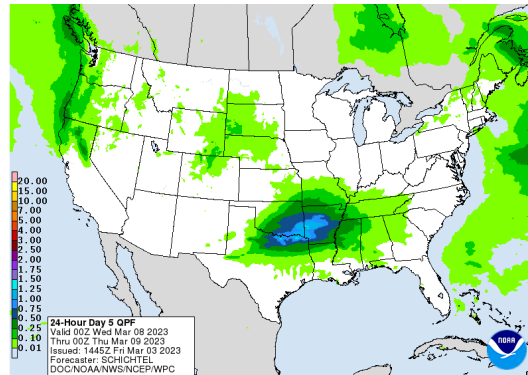 20.00
15.00
10.00
7.00
5.00
4.00
3.00
2.50
2.00
1.75
1.50
1.25
1.00
0.75
0.50
0.25
0.10
0.01
24-Hour Day 5 QPF
Valid 00Z Wed Mar 08 2023
Thru 00Z Thu Mar 09 2023
Issued: 1445Z Fri Mar 03 2023
Forecaster: SCHICHTEL
DOC/NOAA/NWS/NCEP/WPC
NOAA